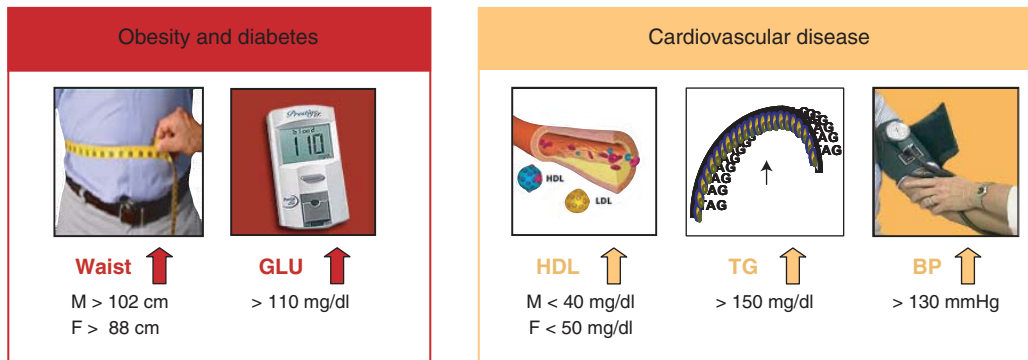 Obesity and diabetes
Prestige
blood
110
Waist
M > 102 cm
F > 88 cm
GLU
> 110 mg/dl
Cardiovascular disease
HDL
LDL
TAG
TAG
TAG
TAG
TAG
TAG
HDL
M < 40 mg/dl
F < 50 mg/dl
TG
> 150 mg/dl
BP
> 130 mmHg